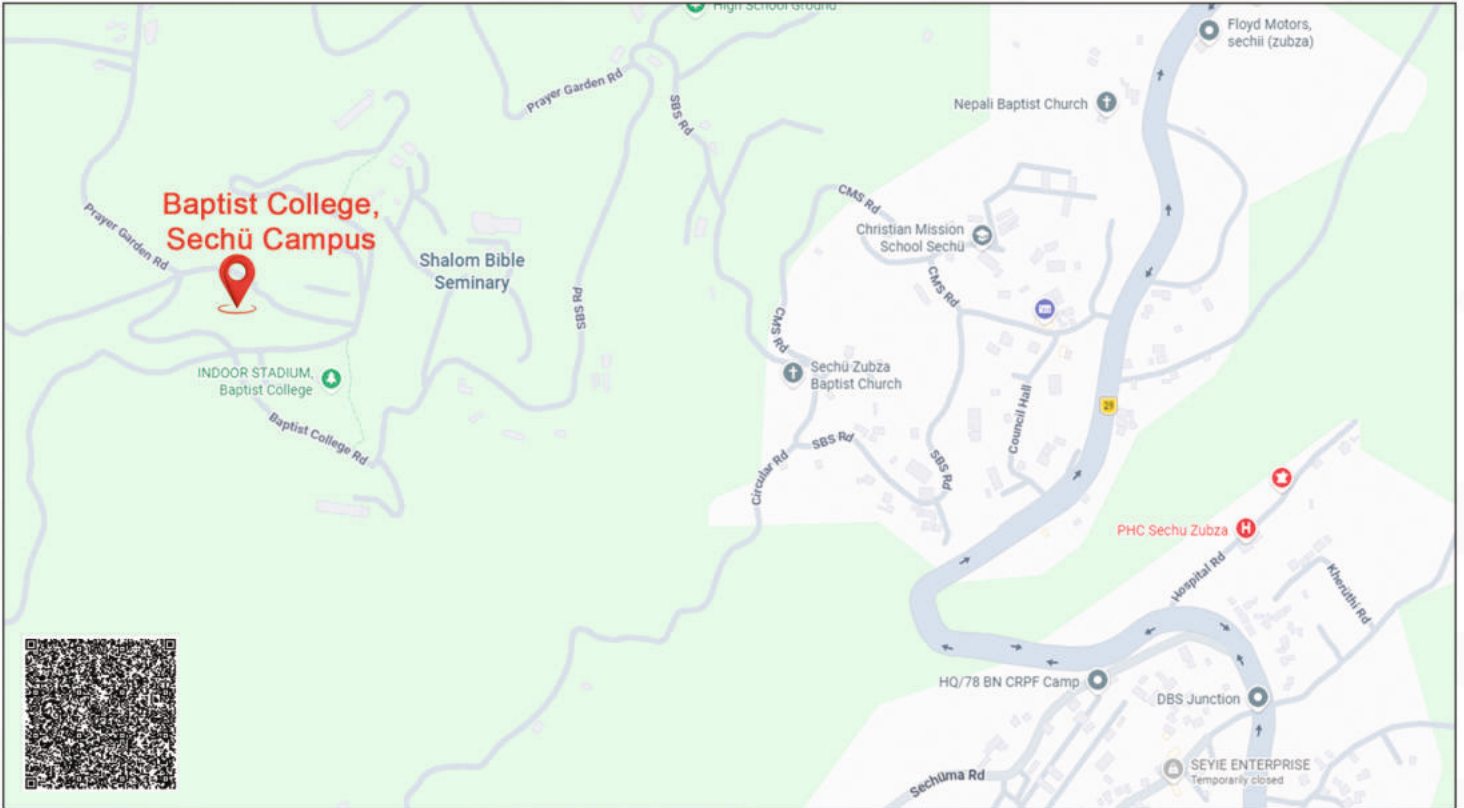 High School Ground
Floyd Motors,
sechii (zubza)
Prayer Garden Rd
SBS Rd
Nepali Baptist Church
CMS Rd
Baptist College,
Sechü Campus
Prayer Garden Rd
Christian Mission
School Sechü
Shalom Bible
Seminary
CMS Rd
SBS Rd
CMS Rd
INDOOR STADIUM,
Baptist College
Sechü Zubza
Baptist Church
29
Council Hall
Baptist College Rd
SBS Rd
Circular Rd
SBS Rd
PHC Sechu Zubza
H
Hospital Rd
Kherüthi Rd
HQ/78 BN CRPF Camp
DBS Junction
SEYIE ENTERPRISE
Temporarily closed
Sechüma Rd